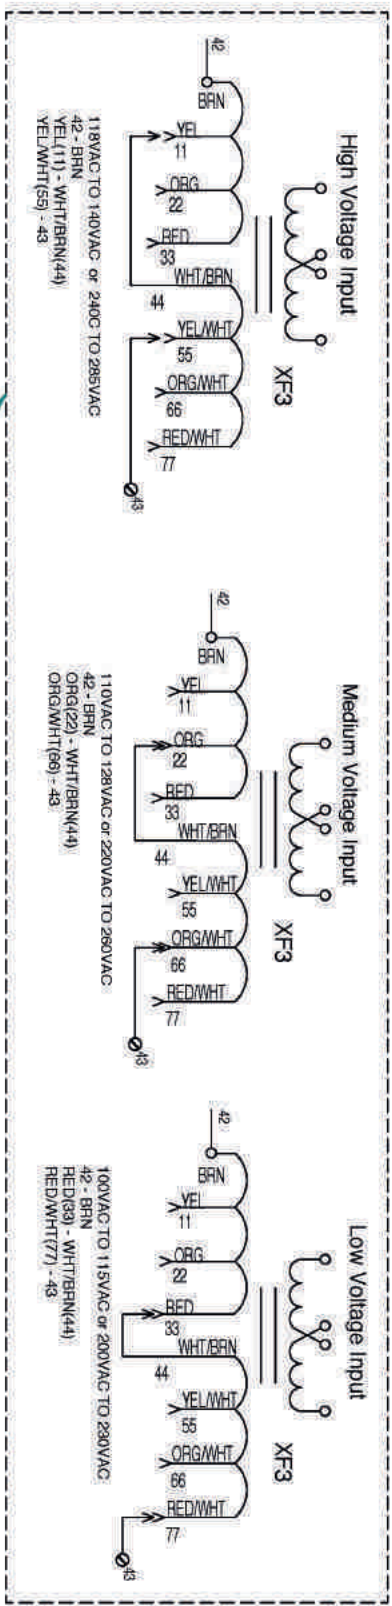 High Voltage Input
XF3
42
BRN
YEL
11
ORG
22
RED
33
WHT/BRN
44
YEL/WHT
55
ORG/WHT
66
RED/WHT
77
43
118VAC TO 140VAC or 240C TO 285VAC
42 - BRN
YEL(11) - WHT/BRN(44)
YEL/WHT(55) - 43
Medium Voltage Input
XF3
42
BRN
YEL
11
ORG
22
RED
33
WHT/BRN
44
YEL/WHT
55
ORG/WHT
66
RED/WHT
77
43
110VAC TO 128VAC or 220VAC TO 260VAC
42 - BRN
ORG(22) - WHT/BRN(44)
ORG/WHT(66) - 43
Low Voltage Input
XF3
42
BRN
YEL
11
ORG
22
RED
33
WHT/BRN
44
YEL/WHT
55
ORG/WHT
66
RED/WHT
77
43
100VAC TO 115VAC or 200VAC TO 230VAC
42 - BRN
RED(33) - WHT/BRN(44)
RED/WHT(77) - 43